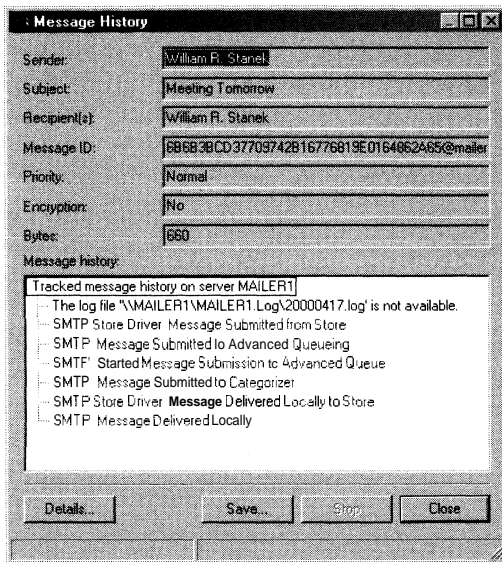 Message History
Sender: William R. Stanek
Subject: Meeting Tomorrow
Recipient(s): William R. Stanek
Message ID: 6B6B3BCD37709742B16776819E0164862A65@mailer
Priority: Normal
Encryption: No
Bytes: 660
Message history:
Tracked message history on server MAILER1
The log file '\\MAILER1\MAILER1.Log\20000417.log' is not available.
SMTP Store Driver Message Submitted from Store
SMTP Message Submitted to Advanced Queueing
SMTP Started Message Submission to Advanced Queue
SMTP Message Submitted to Categorizer
SMTP Store Driver Message Delivered Locally to Store
SMTP Message Delivered Locally
Details... Save... Stop Close